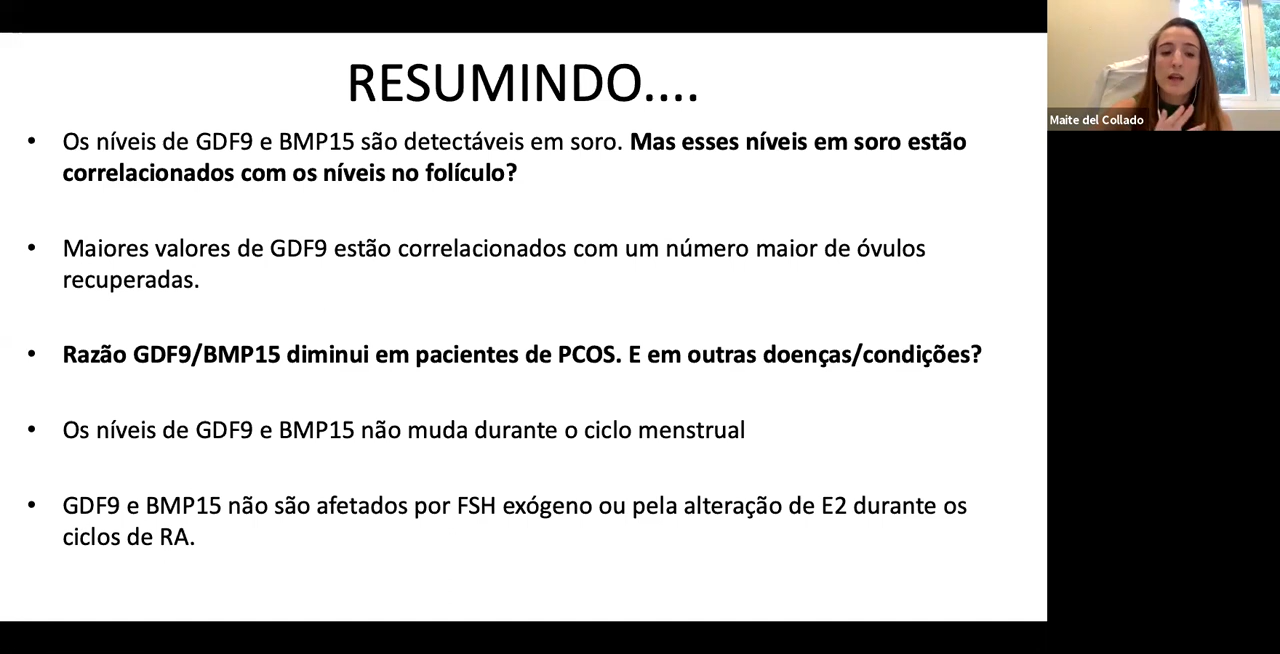 RESUMINDO....
• Os níveis de GDF9 e BMP15 são detectáveis em soro. Mas esses níveis em soro estão
correlacionados com os níveis no folículo?
• Maiores valores de GDF9 estão correlacionados com um número maior de óvulos
recuperadas.
• Razão GDF9/BMP15 diminui em pacientes de PCOS. E em outras doenças/condições?
• Os níveis de GDF9 e BMP15 não muda durante o ciclo menstrual
• GDF9 e BMP15 não são afetados por FSH exógeno ou pela alteração de E2 durante os
ciclos de RA.
Maite del Collado